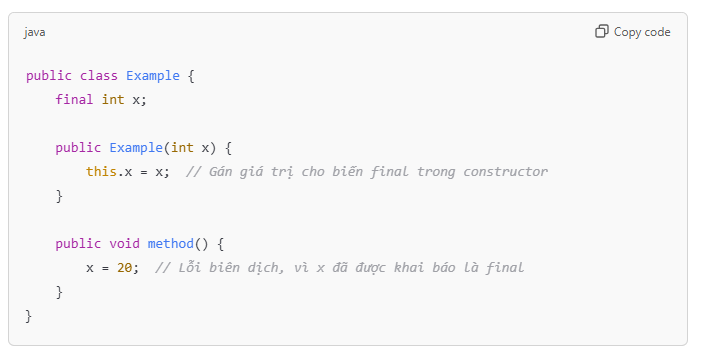 java
Copy code
public class Example {
    final int x;
    public Example(int x) {
        this.x = x;  // Gán giá trị cho biến final trong constructor
    }
    public void method() {
        x = 20;  // Lỗi biên dịch, vì x đã được khai báo là final
    }
}